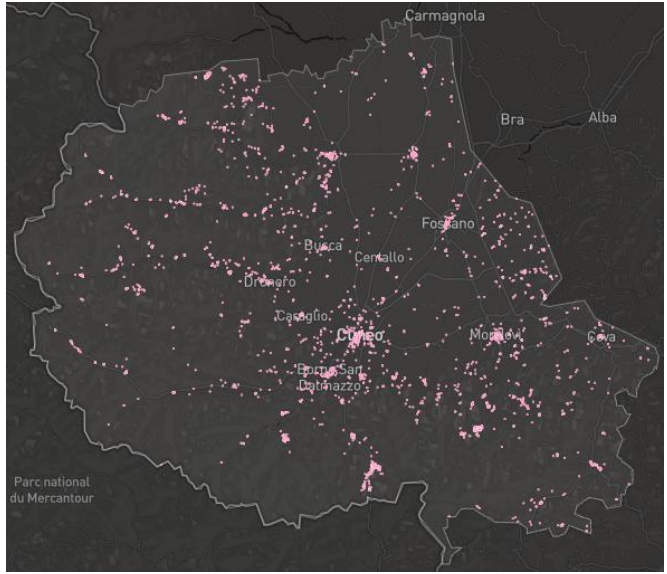 Carmagnola
Bra
Alba
Fossano
Busca
Centallo
Dronero
Caraglio
Cuneo
Mondovì
Ceva
Borgo San
Dalmazzo
Parc national
du Mercantour